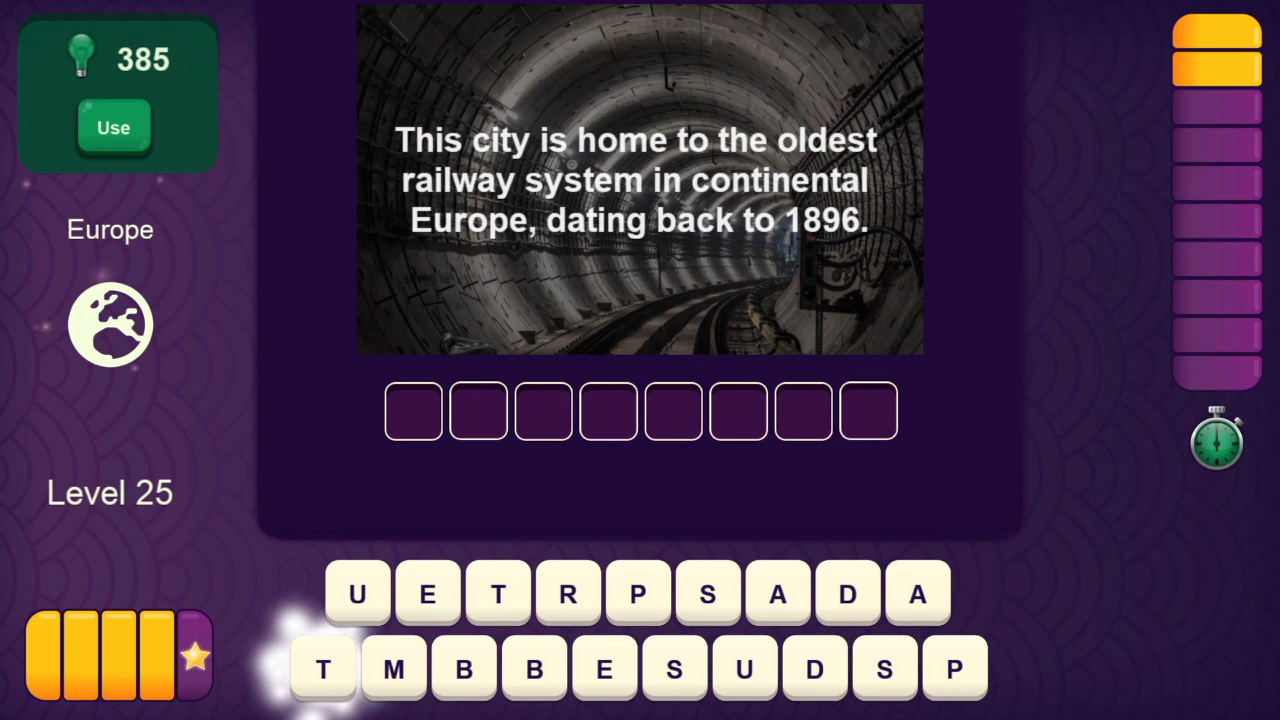 385
Use
Europe
Level 25
This city is home to the oldest
railway system in continental
Europe, dating back to 1896.
U E T R P S A D A
T M B B E S U D S P